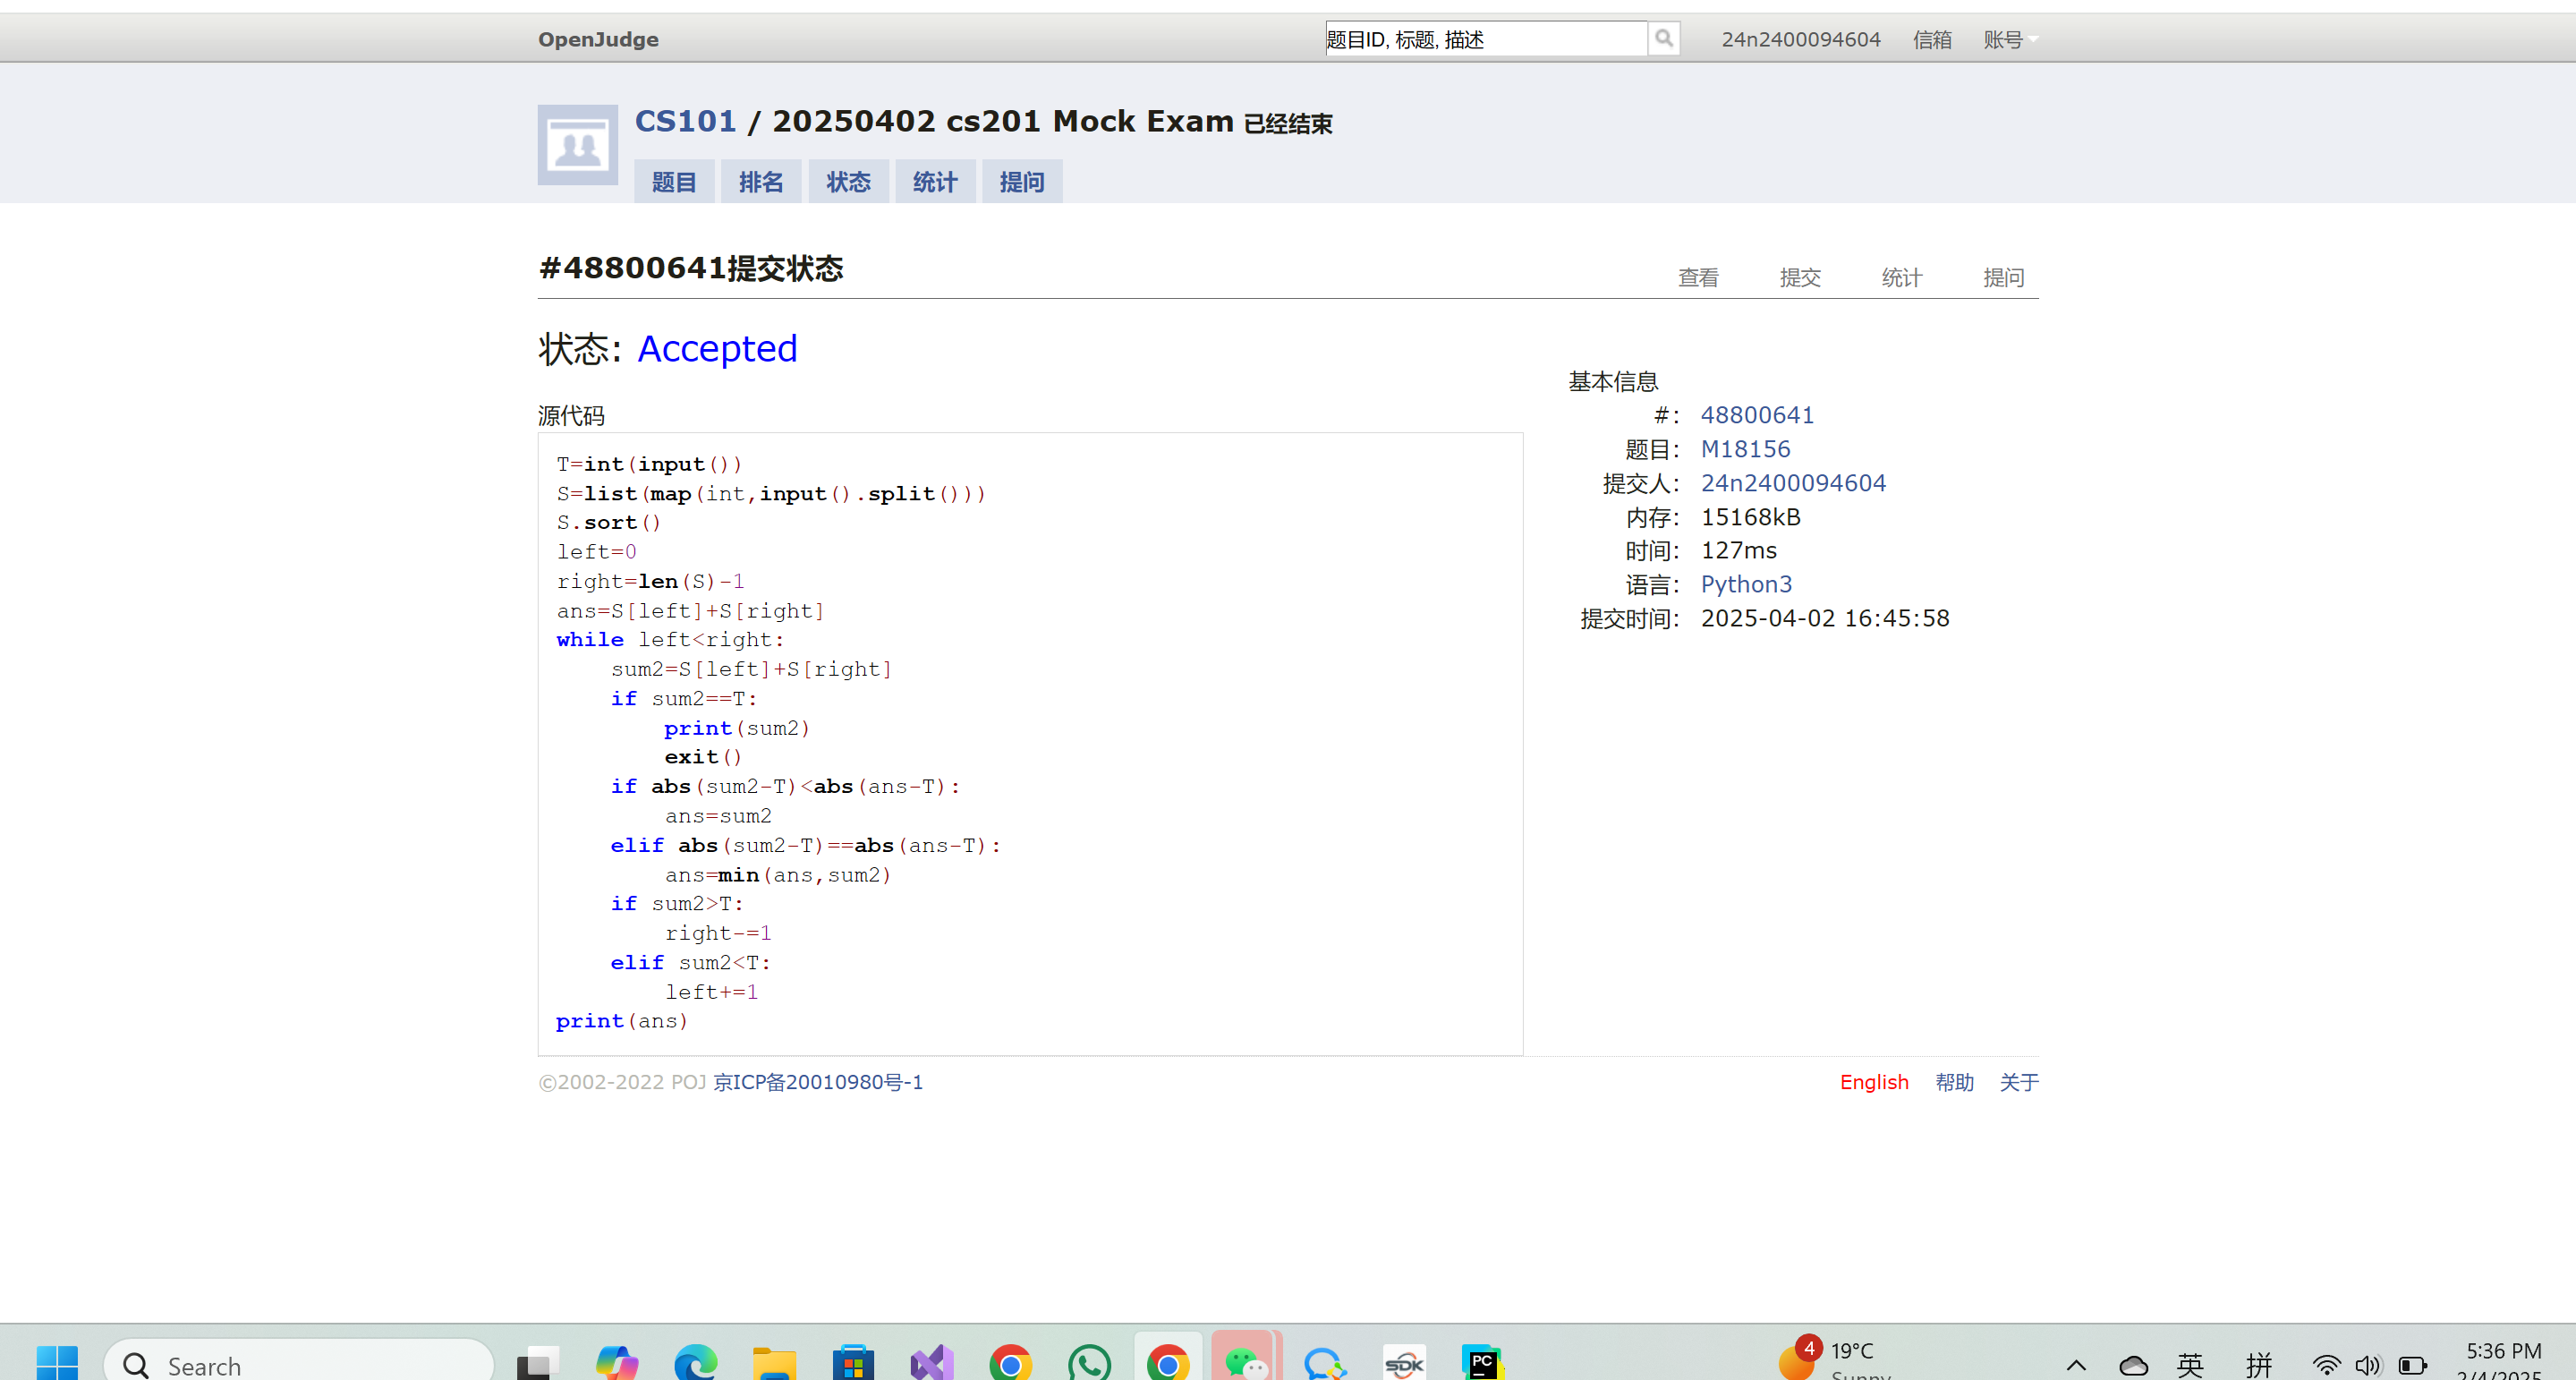 OpenJudge
题目ID, 标题, 描述
24n2400094604 信箱 账号
CS101 / 20250402 cs201 Mock Exam 已经结束
题目 排名 状态 统计 提问
#48800641提交状态
查看 提交 统计 提问
状态: Accepted
源代码
T=int(input())
S=list(map(int,input().split()))
S.sort()
left=0
right=len(S)-1
ans=S[left]+S[right]
while left<right:
    sum2=S[left]+S[right]
    if sum2==T:
        print(sum2)
        exit()
    if abs(sum2-T)<abs(ans-T):
        ans=sum2
    elif abs(sum2-T)==abs(ans-T):
        ans=min(ans,sum2)
    if sum2>T:
        right-=1
    elif sum2<T:
        left+=1
print(ans)
基本信息
#: 48800641
题目: M18156
提交人: 24n2400094604
内存: 15168kB
时间: 127ms
语言: Python3
提交时间: 2025-04-02 16:45:58
©2002-2022 POJ 京ICP备20010980号-1
English 帮助 关于
Search
PC
SDK
4
19°C
Sunny
英 拼
5:36 PM
2/4/2025